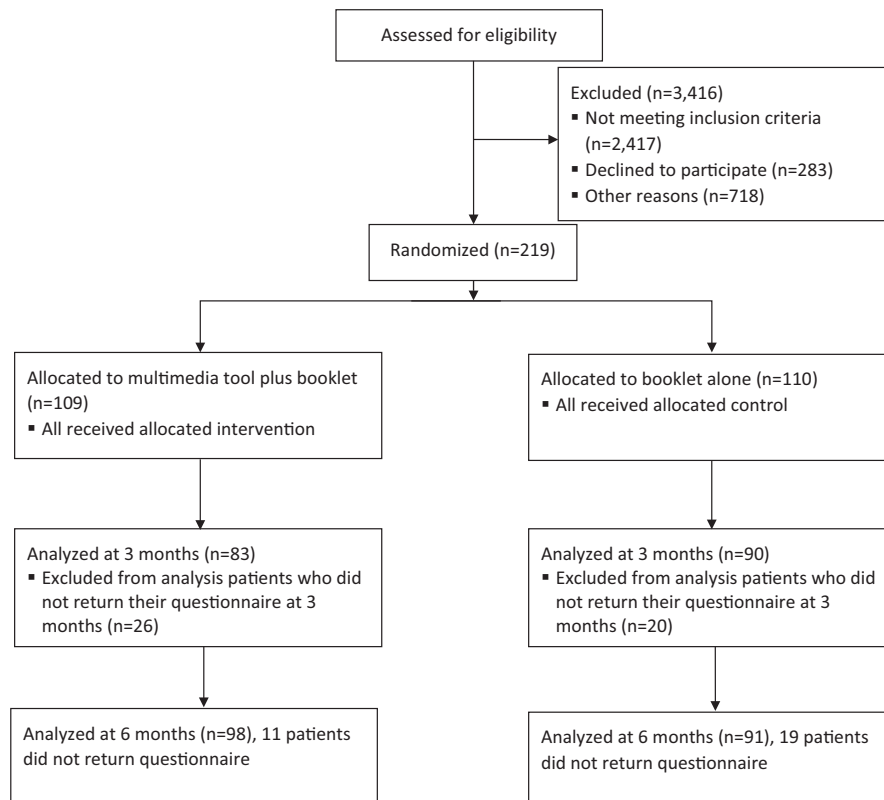 Assessed for eligibility
Excluded (n=3,416)
▪ Not meeting inclusion criteria
(n=2,417)
▪ Declined to participate (n=283)
▪ Other reasons (n=718)
Randomized (n=219)
Allocated to multimedia tool plus booklet
(n=109)
▪ All received allocated intervention
Allocated to booklet alone (n=110)
▪ All received allocated control
Analyzed at 3 months (n=83)
▪ Excluded from analysis patients who did
not return their questionnaire at 3
months (n=26)
Analyzed at 3 months (n=90)
▪ Excluded from analysis patients who did
not return their questionnaire at 3
months (n=20)
Analyzed at 6 months (n=98), 11 patients
did not return questionnaire
Analyzed at 6 months (n=91), 19 patients
did not return questionnaire